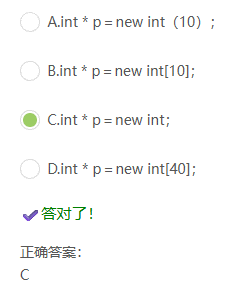 A.int * p = new int（10）;
B.int * p = new int[10];
C.int * p = new int;
D.int * p = new int[40];
答对了!
正确答案：
C